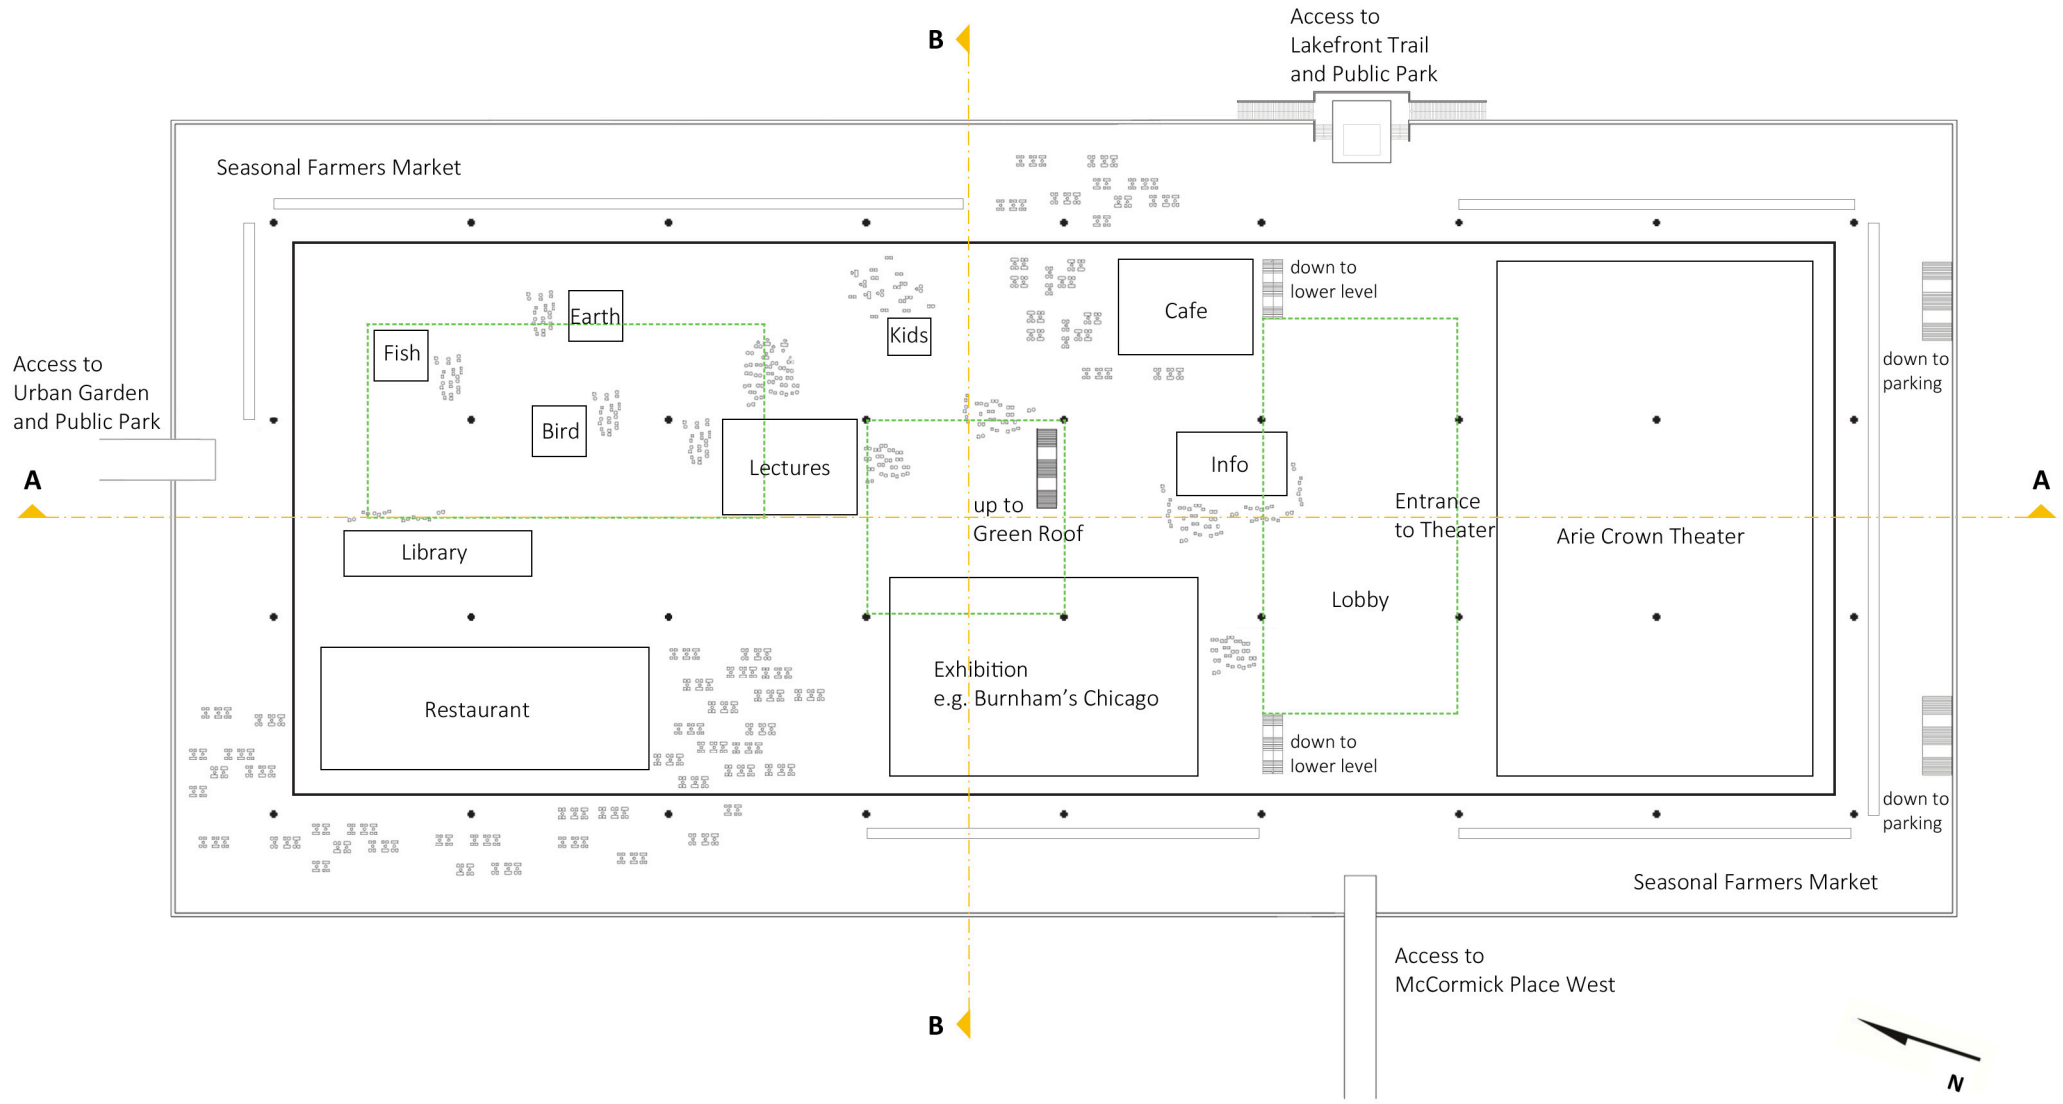 B
Access to
Lakefront Trail
and Public Park
Seasonal Farmers Market
down to
lower level
Cafe
Earth
Kids
Fish
Access to
Urban Garden
and Public Park
down to
parking
Bird
Lectures
Info
A
A
up to
Green Roof
Entrance
to Theater
Arie Crown Theater
Library
Lobby
Exhibition
e.g. Burnham's Chicago
Restaurant
down to
lower level
down to
parking
Seasonal Farmers Market
Access to
McCormick Place West
B
N